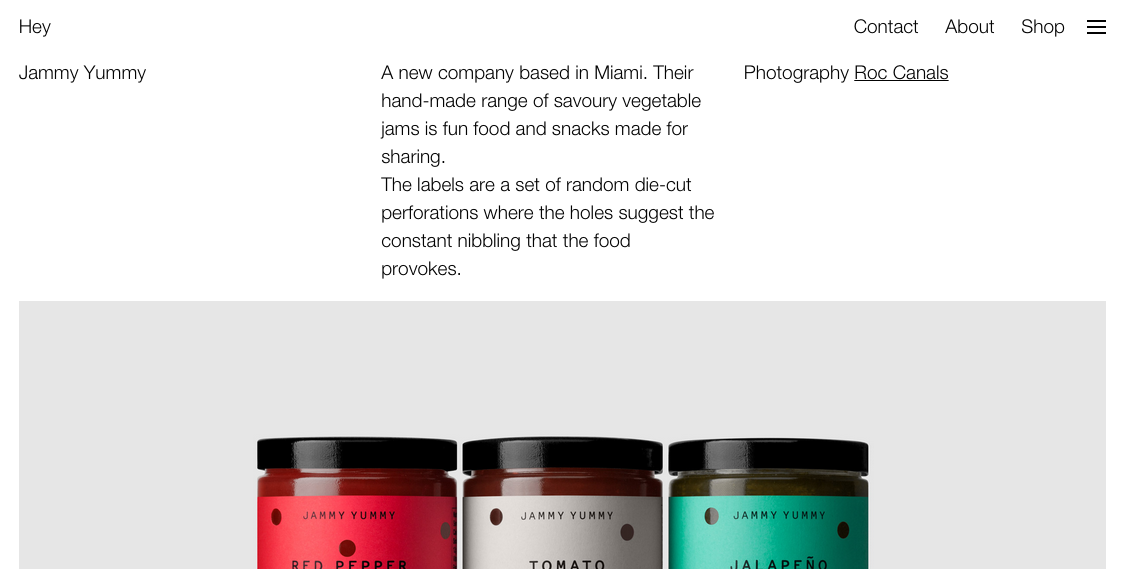 Hey
Contact About Shop
Jammy Yummy
A new company based in Miami. Their
hand-made range of savoury vegetable
jams is fun food and snacks made for
sharing.
The labels are a set of random die-cut
perforations where the holes suggest the
constant nibbling that the food
provokes.
Photography Roc Canals
JAMMY YUMMY
RED PEPPER
JAMMY YUMMY
TOMATO
JAMMY YUMMY
JALAPEÑO